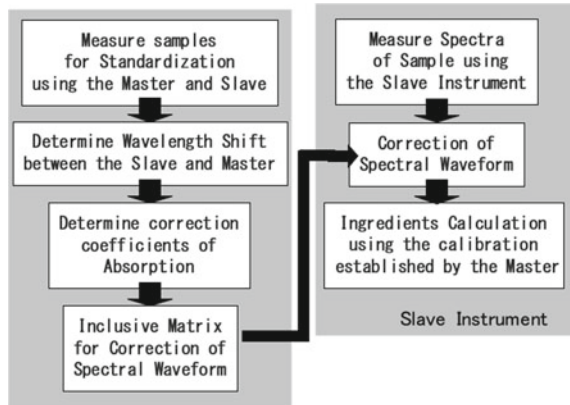 Measure samples
for Standardization
using the Master and Slave
Determine Wavelength Shift
between the Slave and Master
Determine correction
coefficients of
Absorption
Inclusive Matrix
for Correction of
Spectral Waveform
Measure Spectra
of Sample using
the Slave Instrument
Correction of
Spectral Waveform
Ingredients Calculation
using the calibration
established by the Master
Slave Instrument